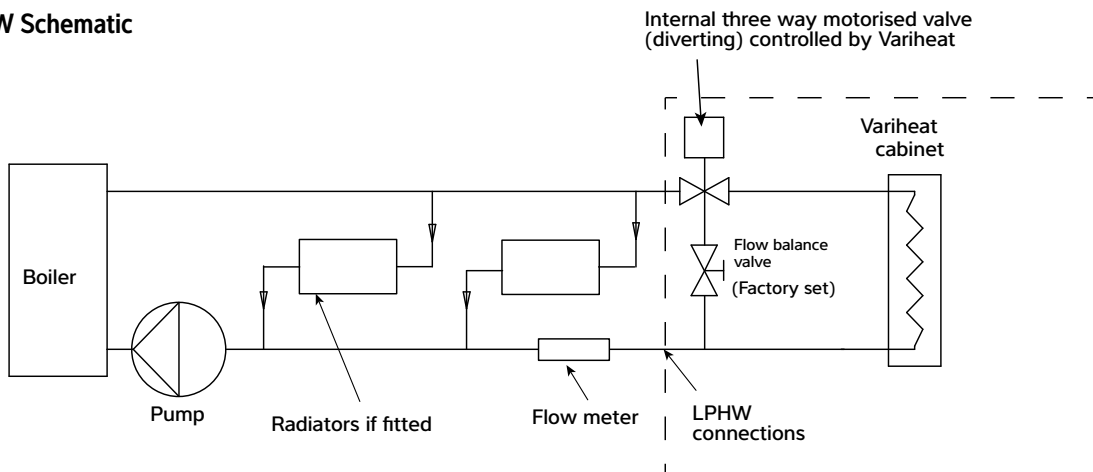 W Schematic
Internal three way motorised valve
(diverting) controlled by Variheat
Variheat
cabinet
Boiler
Flow balance
valve
(Factory set)
Pump
Radiators if fitted
Flow meter
LPHW
connections